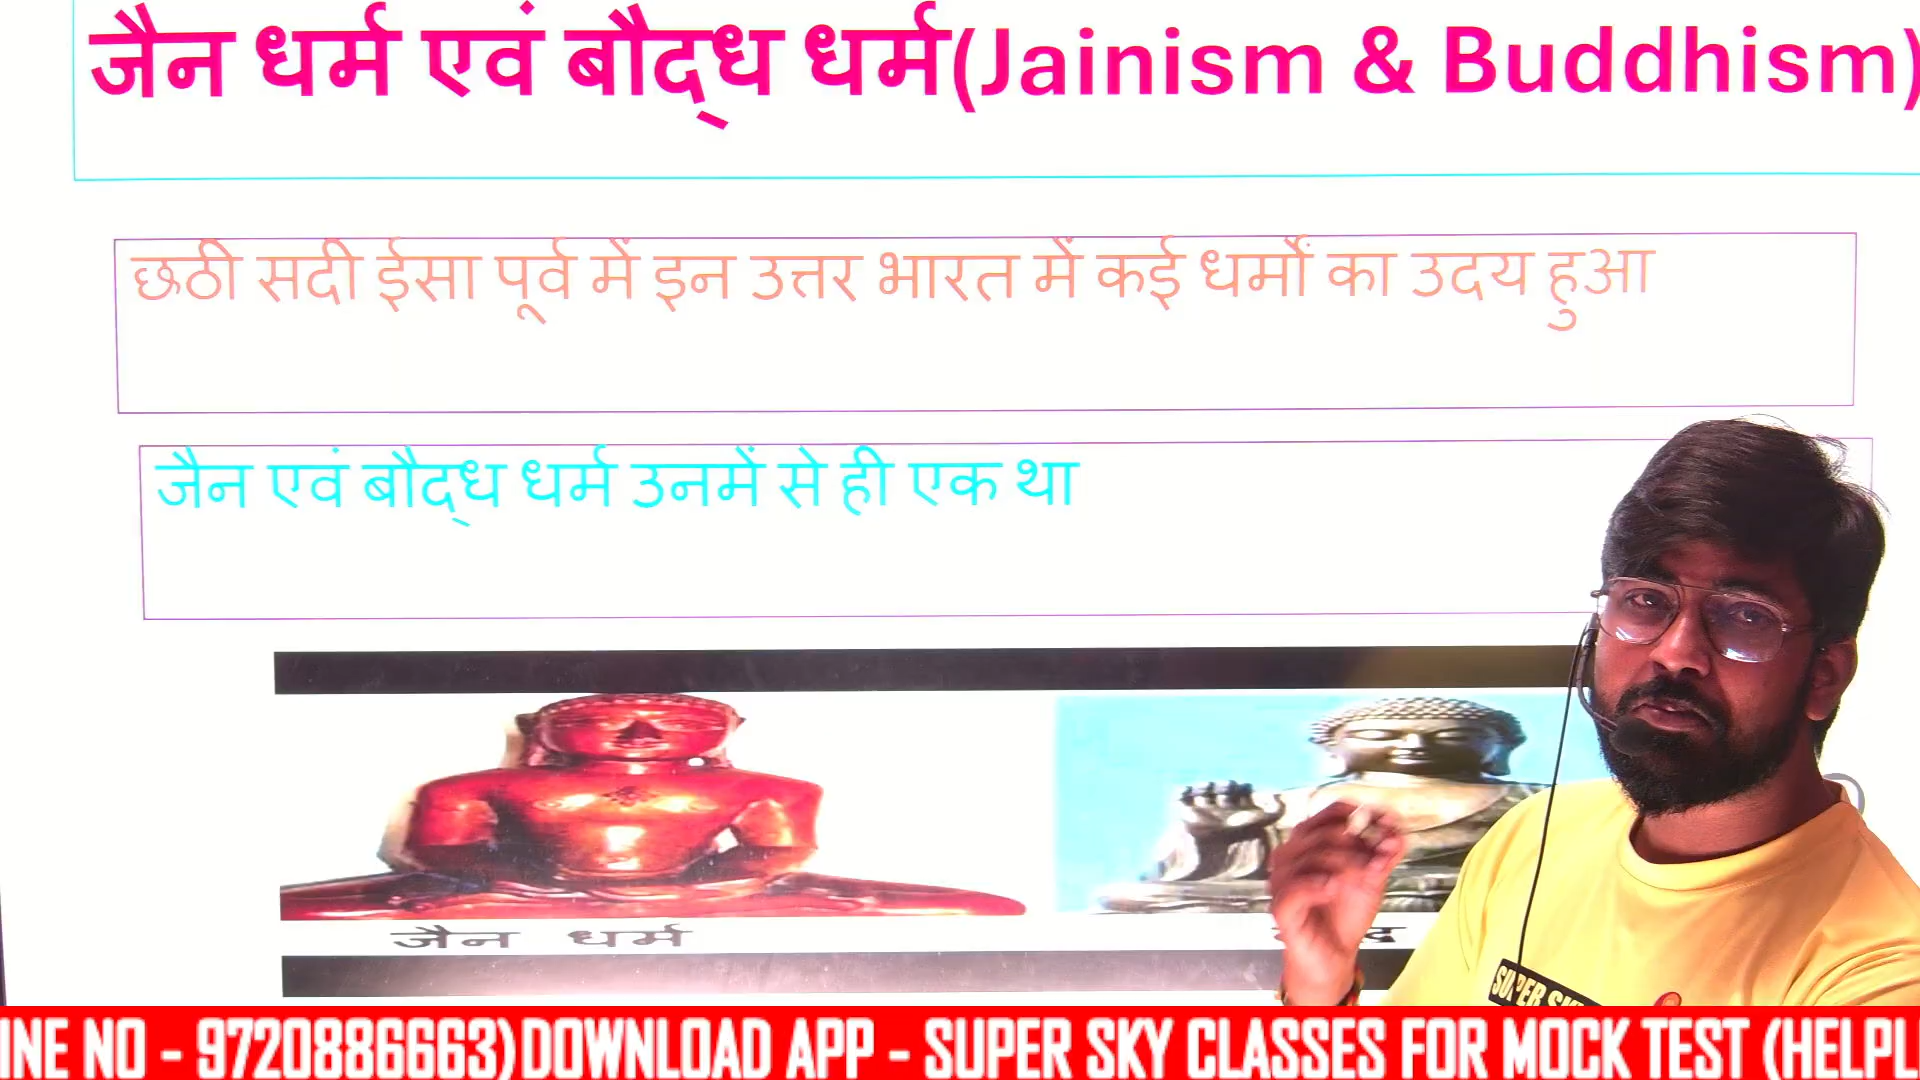 जैन धर्म एवं बौद्ध धर्म(Jainism & Buddhism)
छठी सदी ईसा पूर्व में इन उत्तर भारत में कई धर्मों का उदय हुआ
जैन एवं बौद्ध धर्म उनमें से ही एक था
जैन धर्म
SUPER
INE NO - 9720886663) DOWNLOAD APP - SUPER SKY CLASSES FOR MOCK TEST (HELPL